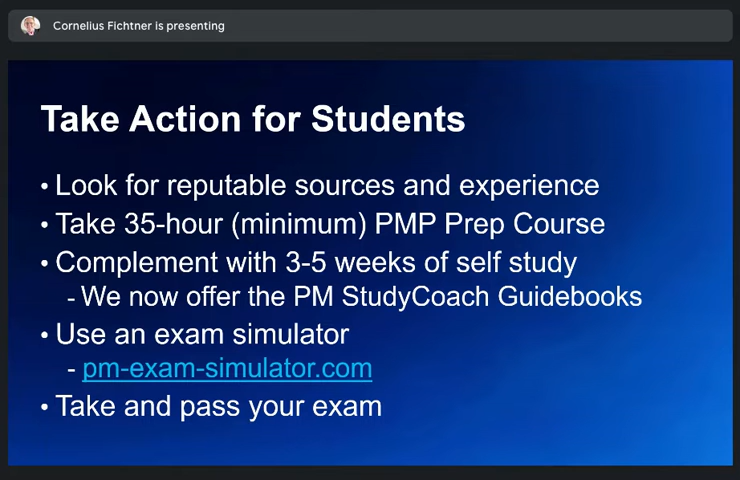 Cornelius Fichtner is presenting
Take Action for Students
• Look for reputable sources and experience
• Take 35-hour (minimum) PMP Prep Course
• Complement with 3-5 weeks of self study
- We now offer the PM StudyCoach Guidebooks
• Use an exam simulator
- pm-exam-simulator.com
• Take and pass your exam